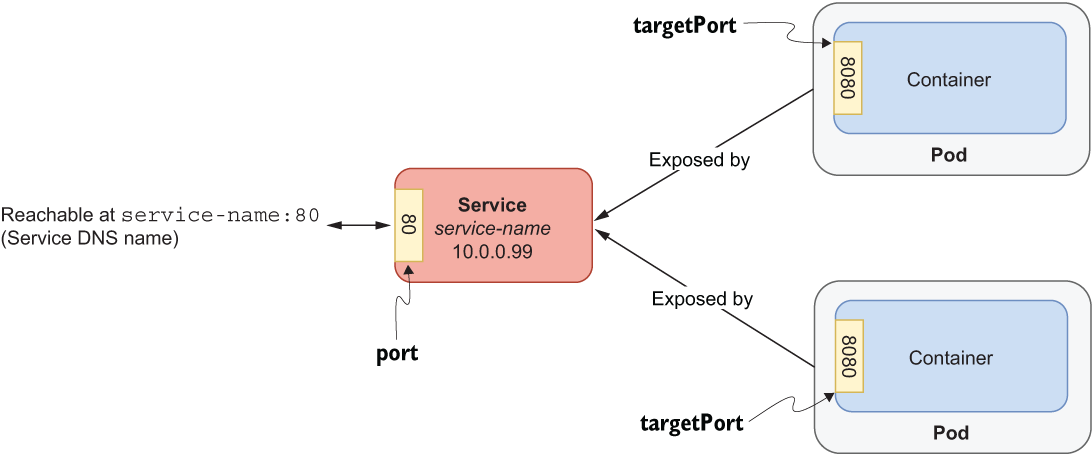 targetPort
8080
Container
Pod
Exposed by
Reachable at service-name:80
(Service DNS name)
80
Service
service-name
10.0.0.99
port
Exposed by
8080
Container
targetPort
Pod